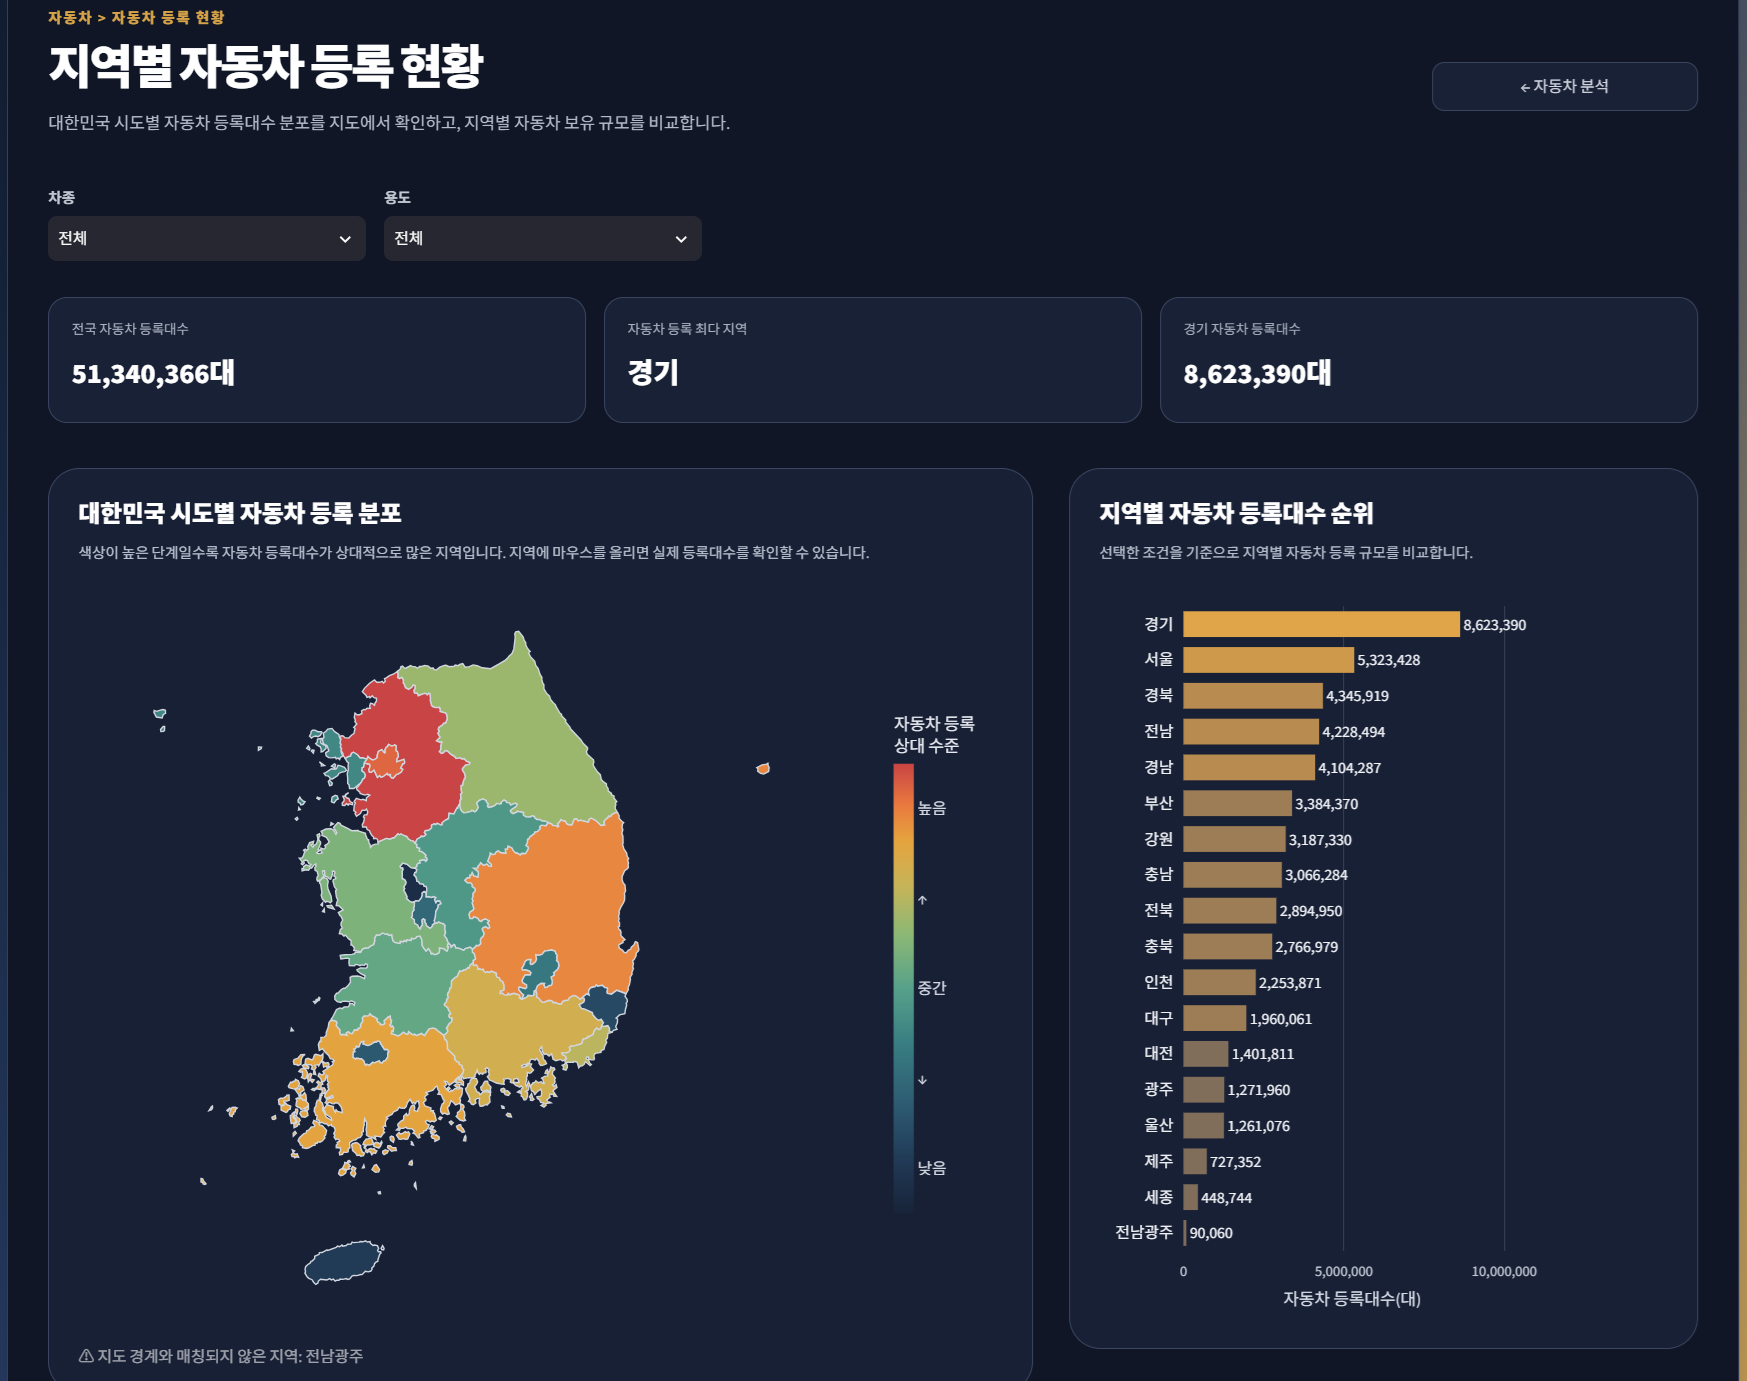 자동차 > 자동차 등록 현황
지역별 자동차 등록 현황
← 자동차 분석
대한민국 시도별 자동차 등록대수 분포를 지도에서 확인하고, 지역별 자동차 보유 규모를 비교합니다.
차종
용도
전체
전체
전국 자동차 등록대수
51,340,366대
자동차 등록 최다 지역
경기
경기 자동차 등록대수
8,623,390대
대한민국 시도별 자동차 등록 분포
색상이 높은 단계일수록 자동차 등록대수가 상대적으로 많은 지역입니다. 지역에 마우스를 올리면 실제 등록대수를 확인할 수 있습니다.
자동차 등록
상대 수준
높음
↑
중간
↓
낮음
⚠ 지도 경계와 매칭되지 않은 지역: 전남광주
지역별 자동차 등록대수 순위
선택한 조건을 기준으로 지역별 자동차 등록 규모를 비교합니다.
경기 8,623,390
서울 5,323,428
경북 4,345,919
전남 4,228,494
경남 4,104,287
부산 3,384,370
강원 3,187,330
충남 3,066,284
전북 2,894,950
충북 2,766,979
인천 2,253,871
대구 1,960,061
대전 1,401,811
광주 1,271,960
울산 1,261,076
제주 727,352
세종 448,744
전남광주 90,060
0 5,000,000 10,000,000
자동차 등록대수(대)